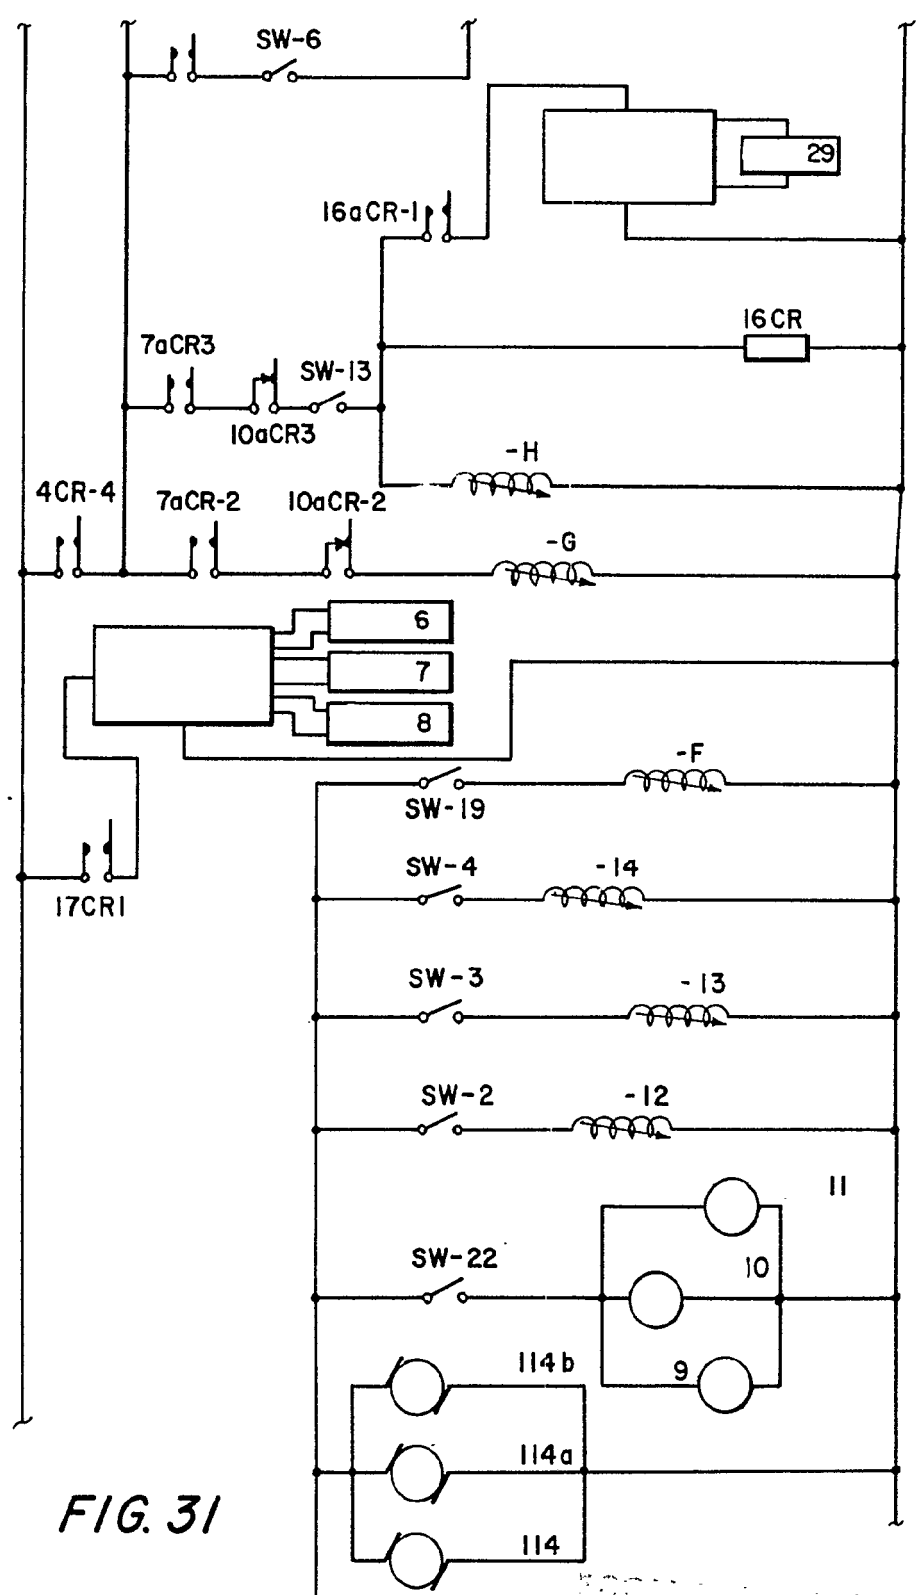 SW-6
29
16aCR-1
16CR
7aCR3
SW-13
10aCR3
-H
4CR-4
7aCR-2
10aCR-2
-G
6
7
8
-F
SW-19
SW-4
-14
17CR1
SW-3
-13
SW-2
-12
11
SW-22
10
9
114b
114a
114
FIG. 31